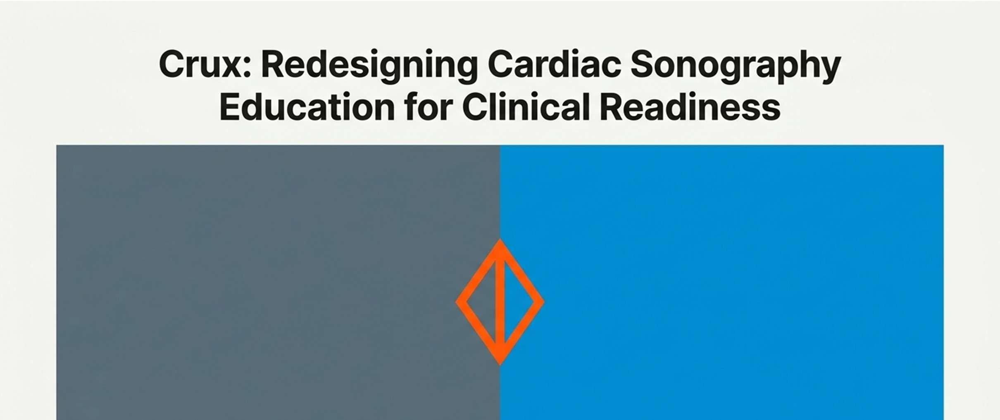 Crux: Redesigning Cardiac Sonography
Education for Clinical Readiness